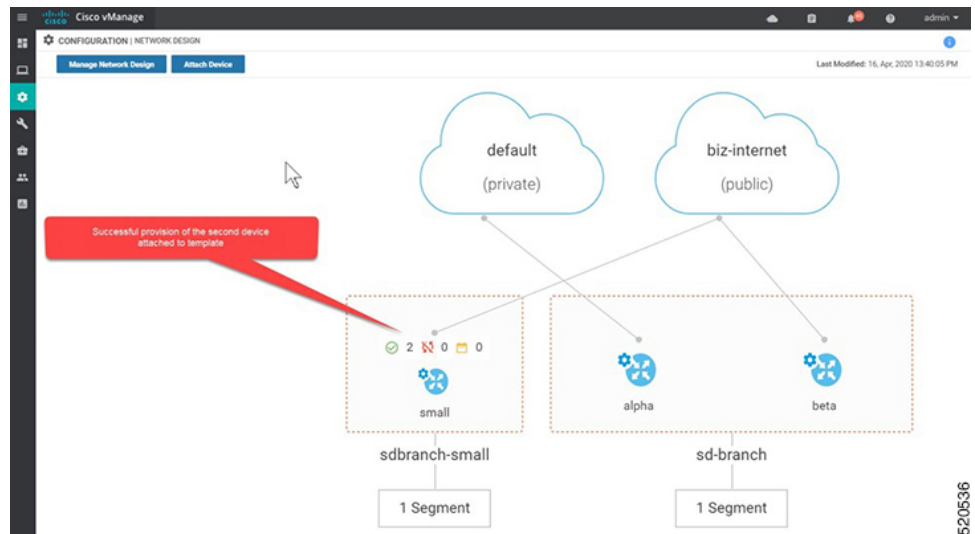 CISCO
Cisco vManage
admin
CONFIGURATION | NETWORK DESIGN
Manage Network Design
Attach Device
Last Modified: 16, Apr, 2020 13:40:05 PM
default
(private)
biz-internet
(public)
Successful provision of the second device
attached to template
2 0 0
small
alpha
beta
sdbranch-small
sd-branch
1 Segment
1 Segment
520536